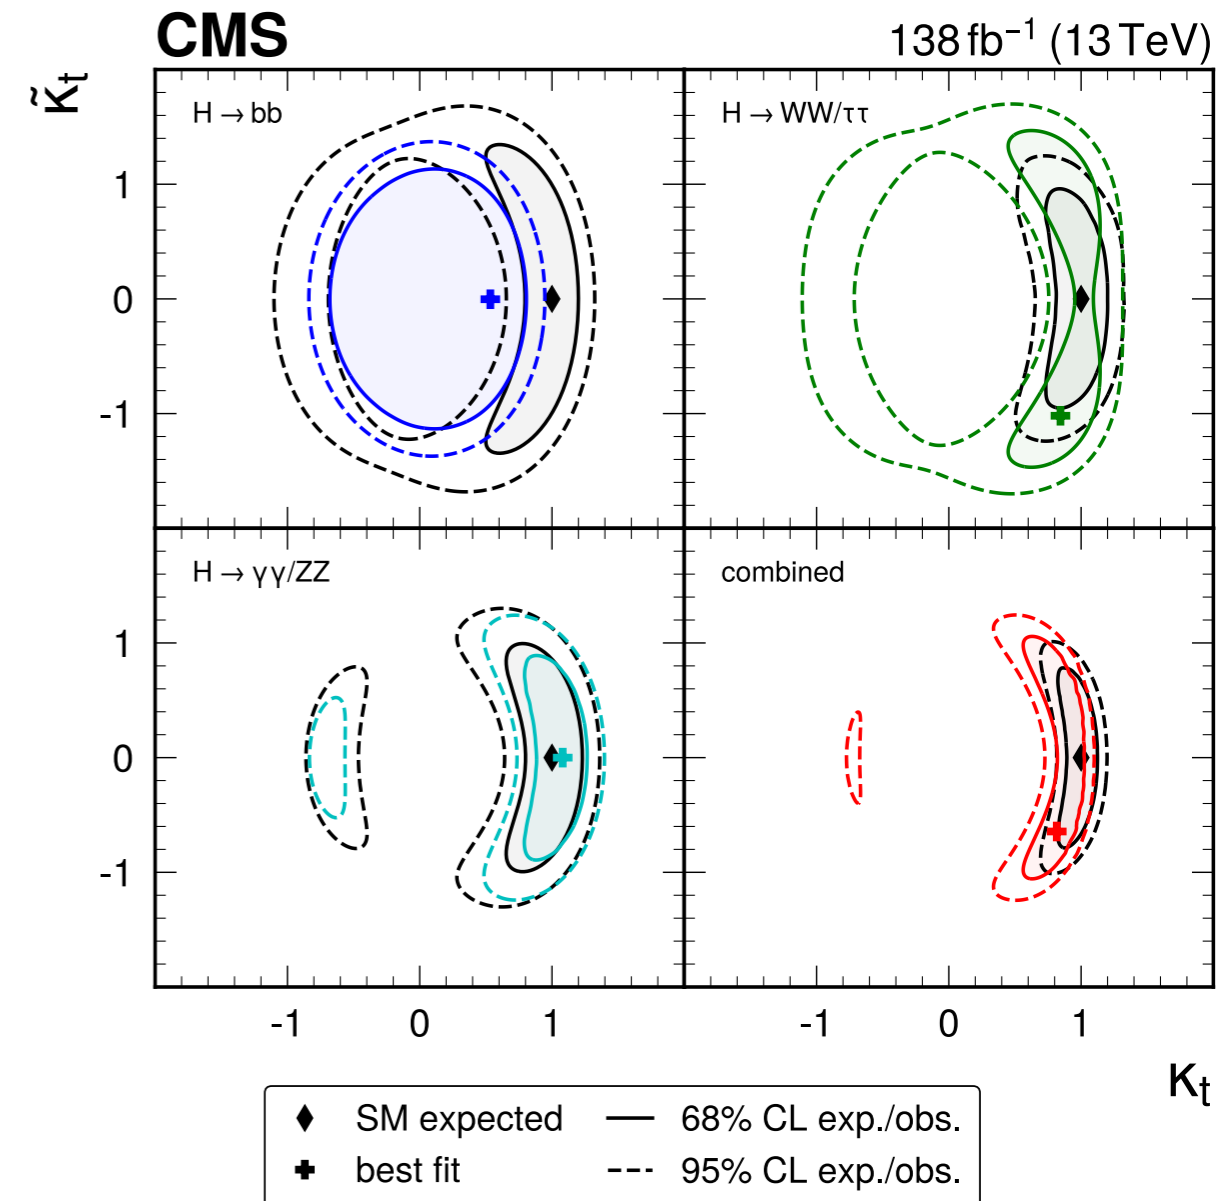 CMS
138 fb⁻¹ (13 TeV)
κ̃t
H → bb
H → WW/ττ
1
0
-1
H → γγ/ZZ
combined
1
0
-1
-1 0 1 -1 0 1
κt
SM expected 68% CL exp./obs.
best fit 95% CL exp./obs.